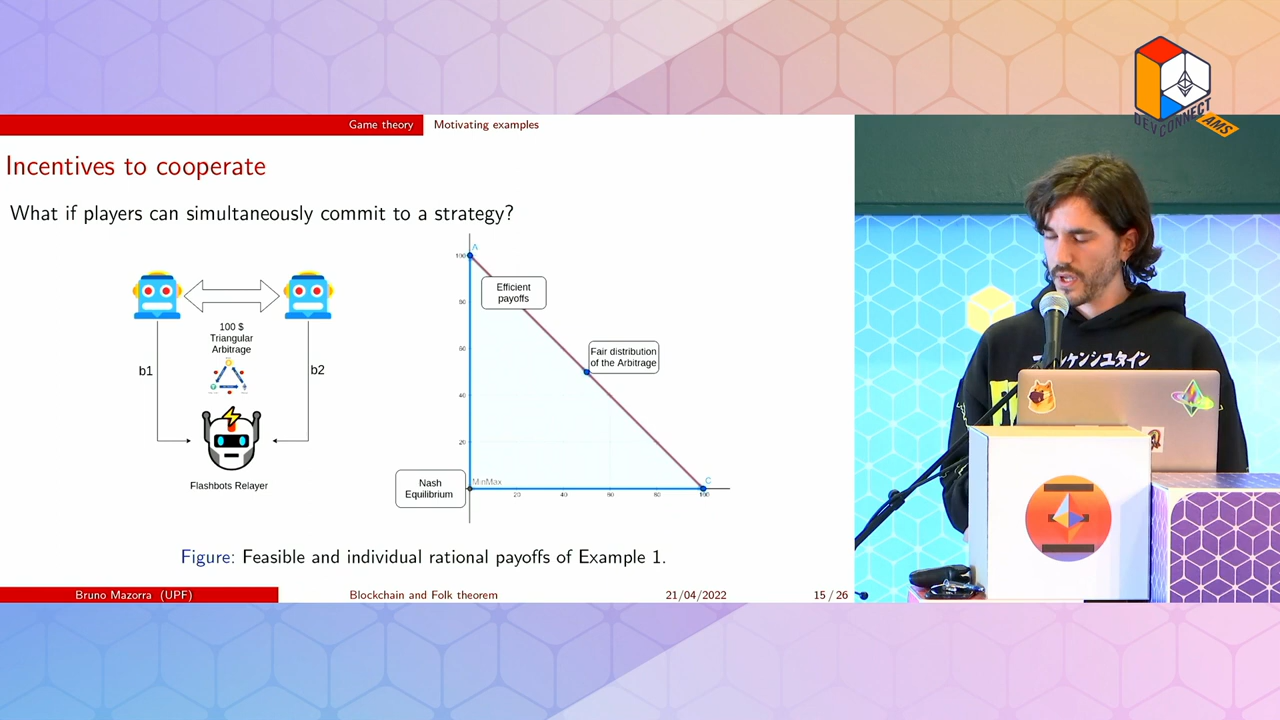 DEVCONNECT
AMS
Game theory
Motivating examples
Incentives to cooperate
What if players can simultaneously commit to a strategy?
100 $
Triangular
Arbitrage
b1
b2
Flashbots Relayer
A
100
80
60
40
20
Efficient
payoffs
Fair distribution
of the Arbitrage
Nash
Equilibrium
MinMax
C
20
40
60
80
100
Figure: Feasible and individual rational payoffs of Example 1.
Bruno Mazorra (UPF)
Blockchain and Folk theorem
21/04/2022
15 / 26